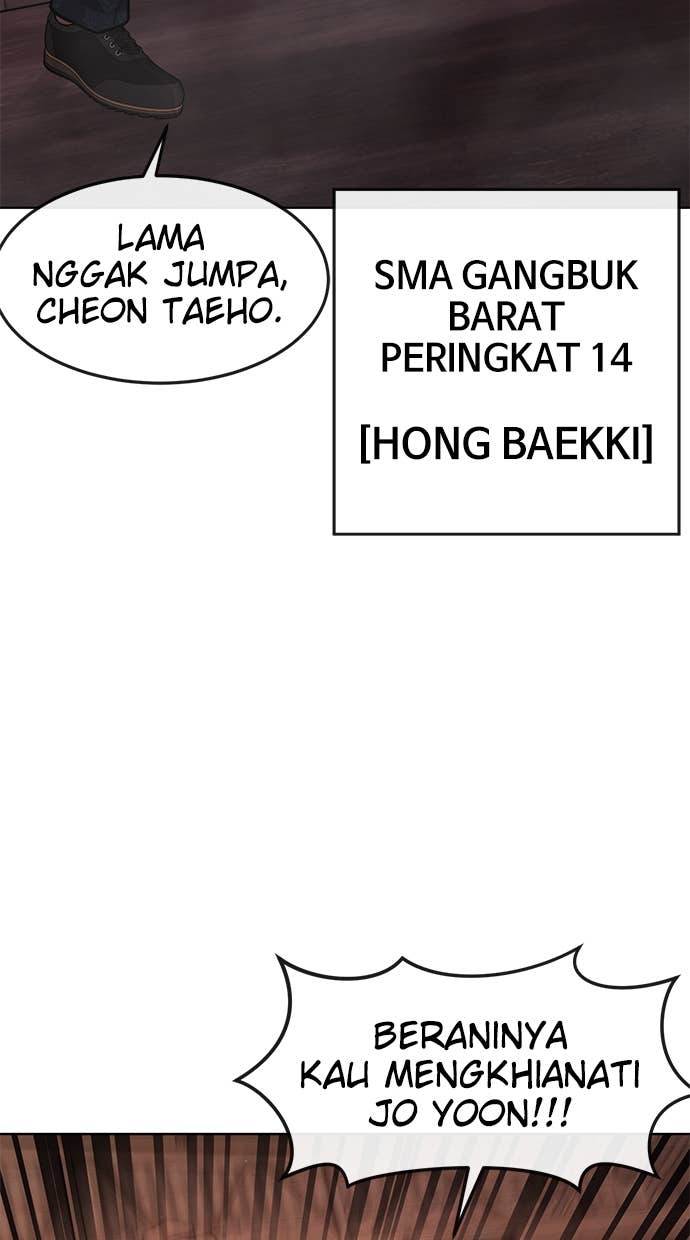 LAMA
NGGAK JUMPA,
CHEON TAEHO.
SMA GANGBUK
BARAT
PERINGKAT 14
[HONG BAEKKI]
BERANINYA
KAU MENGKHIANATI
JO YOON!!!